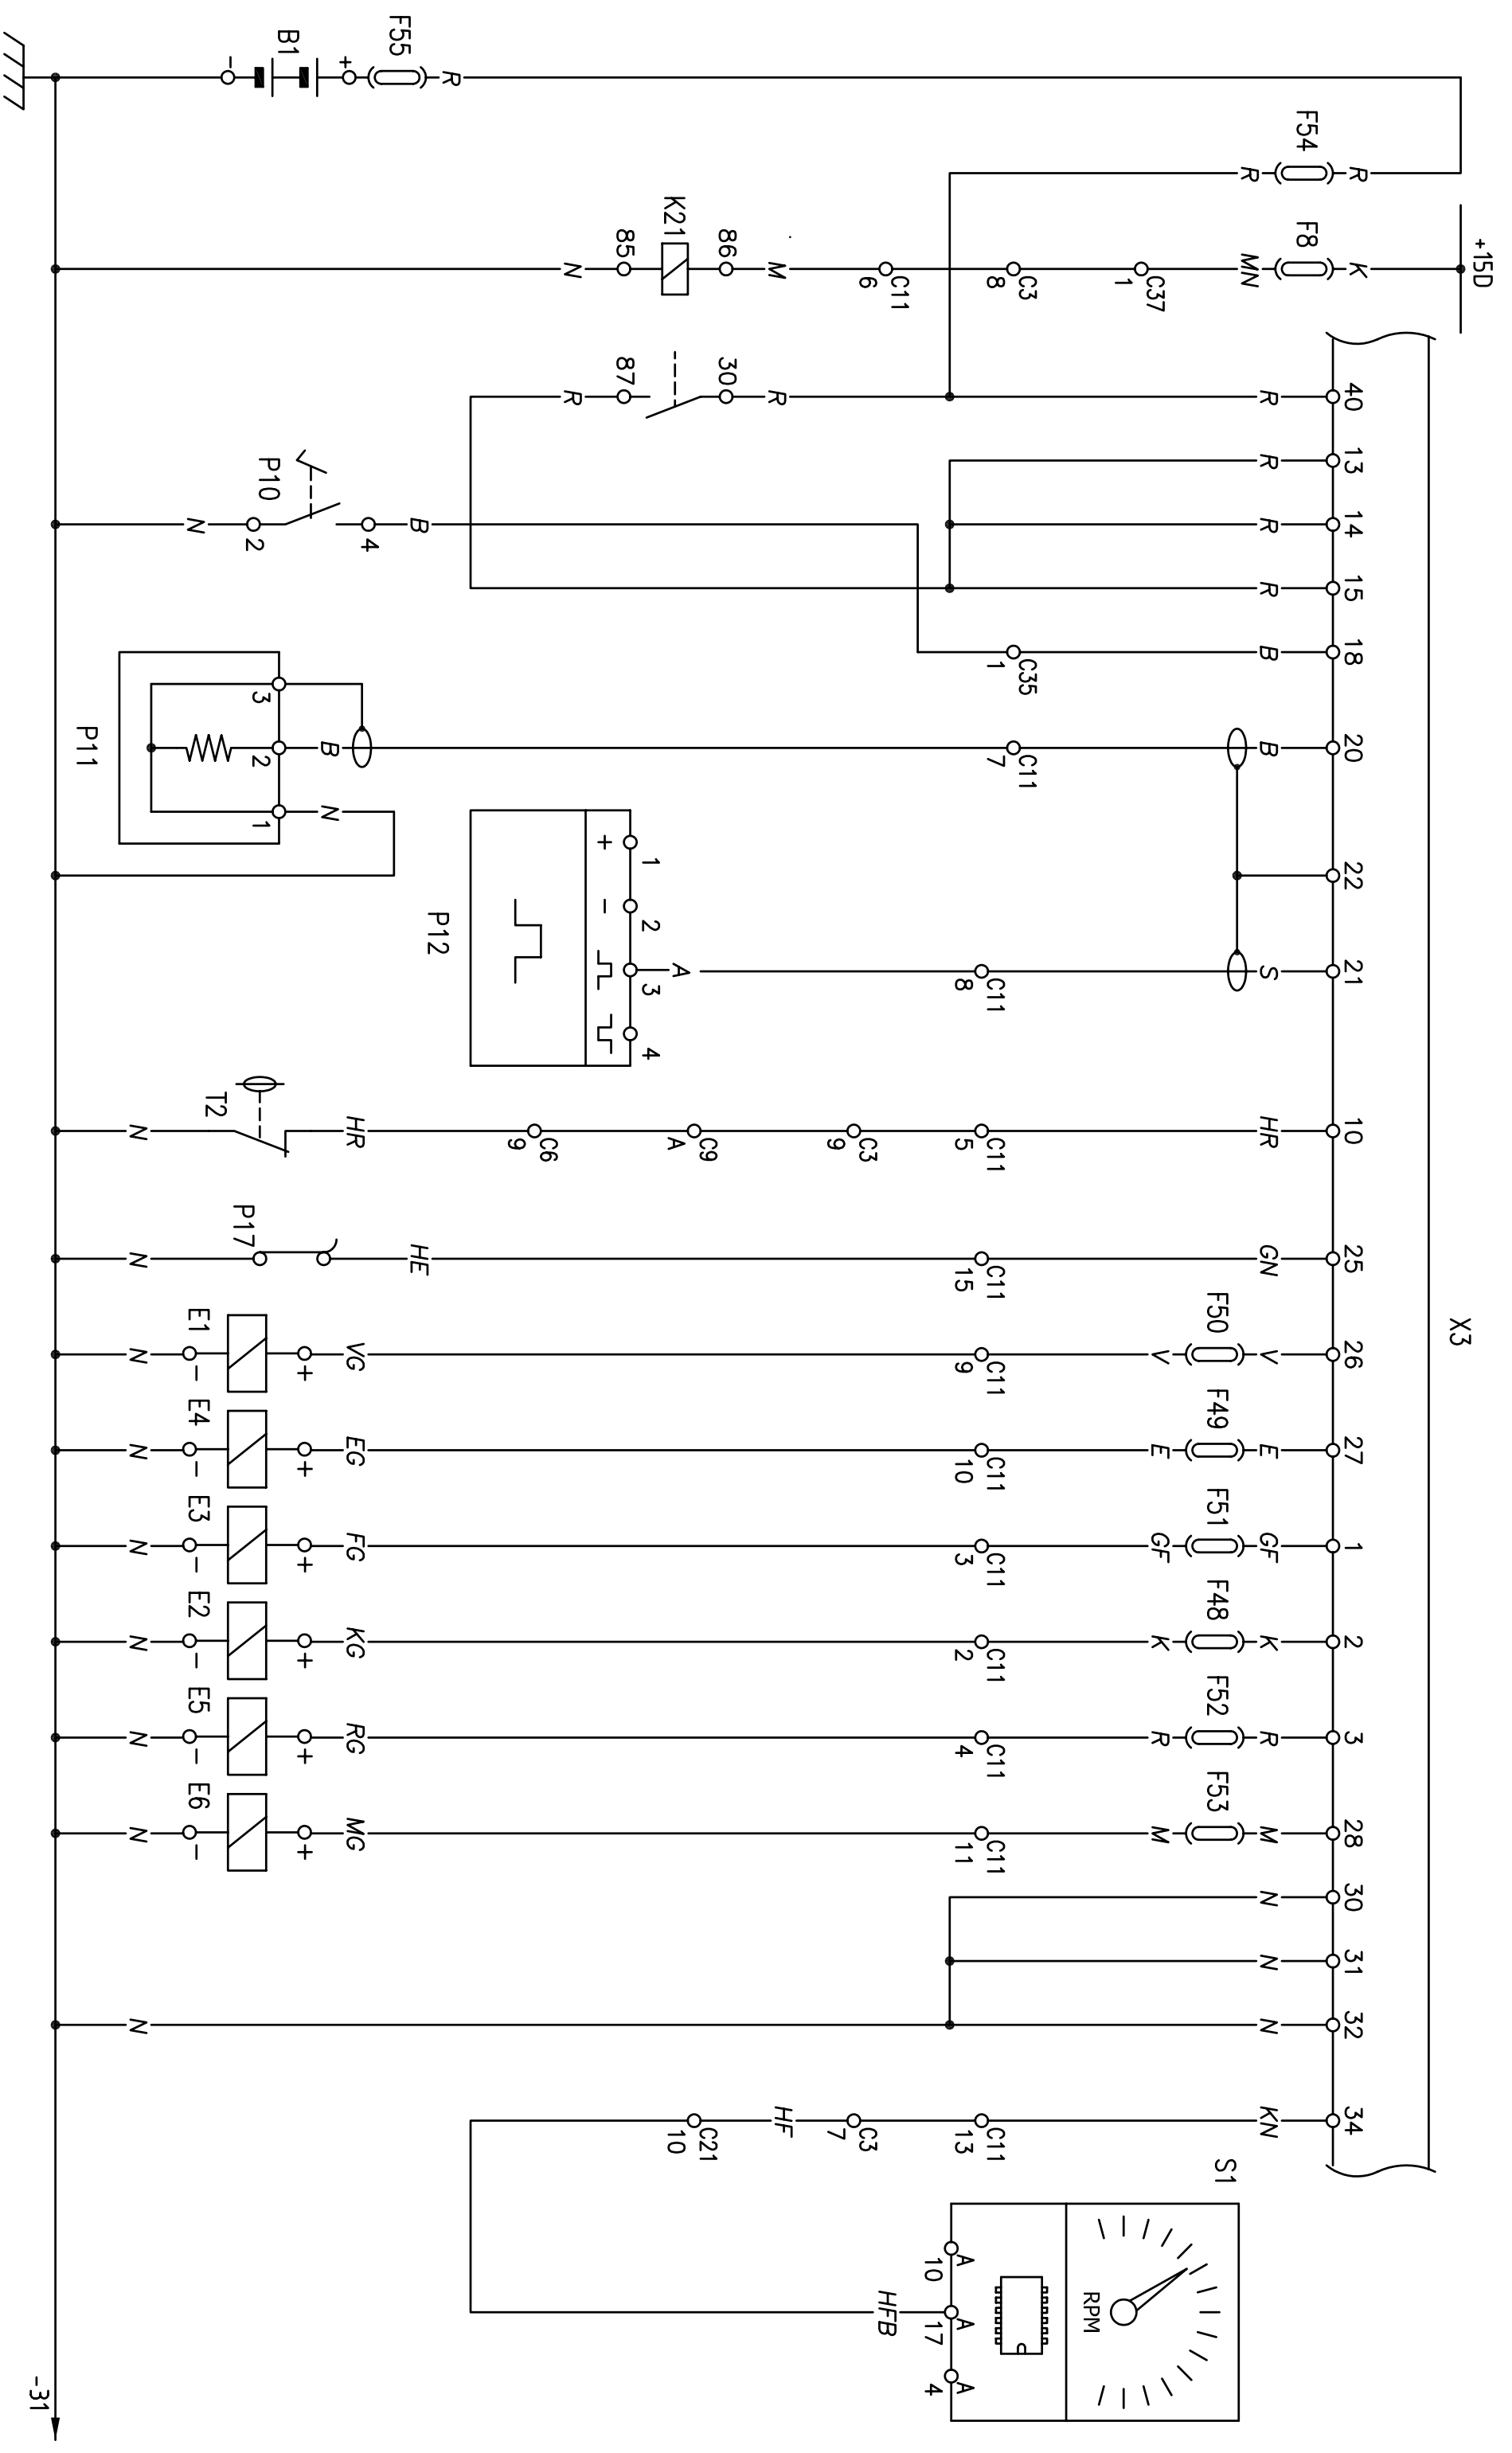 +15D
X3
R K
40 13 14 15 18 20 22 21 10 25 26 27 1 2 3 28 30 31 32 34
F54 F8
R MN
R R R R B B S HR GN V E GF K R M N N N KN
F50 F49 F51 F48 F52 F53
S1
V E GF K R M
C37
1
RPM
C3 C35 C11
8 1 7
C11 C11 C11 C11 C11 C11 C11 C11 C11 C11
8 5 15 9 10 3 2 4 11 13
A A A
10 17 4
C11 C3 C3
6 9 7
HFB
M R HF
86 30
C9 C21
A 10
K21
A
1 2 3 4
85 87
+ -
N R
C6
9
R
P12
B HE
F55
4
+
HR VG EG FG KG RG MG
B N
+ + + + + +
B1
P10
3 2 1
2
P17
-
T2
E1 E4 E3 E2 E5 E6
- - - - - -
N
P11
N N N N N N N N N
-31